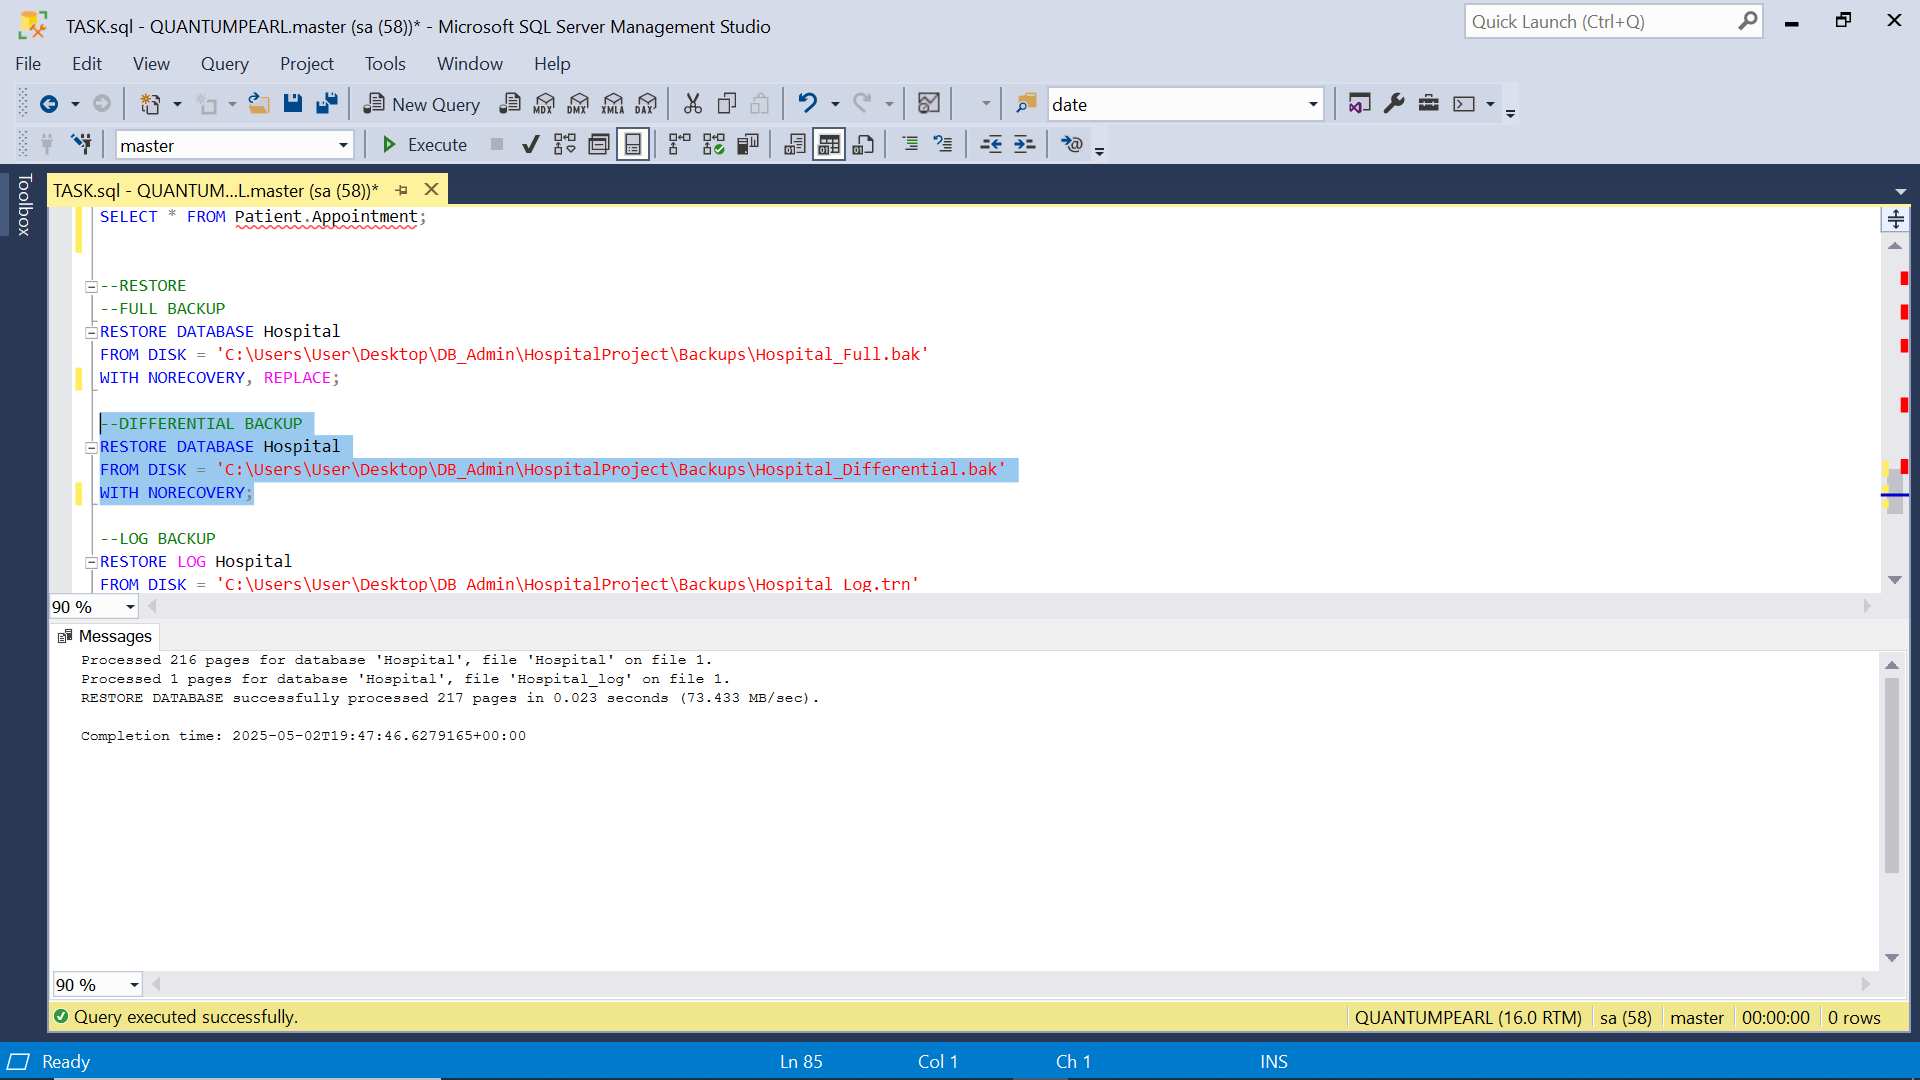 TASK.sql - QUANTUMPEARL.master (sa (58))* - Microsoft SQL Server Management Studio
Quick Launch (Ctrl+Q)
File Edit View Query Project Tools Window Help
New Query MDX DMX XMLA DAX date
master Execute
Toolbox
TASK.sql - QUANTUM...L.master (sa (58))*
SELECT * FROM Patient.Appointment;
--RESTORE
--FULL BACKUP
RESTORE DATABASE Hospital
FROM DISK = 'C:\Users\User\Desktop\DB_Admin\HospitalProject\Backups\Hospital_Full.bak'
WITH NORECOVERY, REPLACE;
--DIFFERENTIAL BACKUP
RESTORE DATABASE Hospital
FROM DISK = 'C:\Users\User\Desktop\DB_Admin\HospitalProject\Backups\Hospital_Differential.bak'
WITH NORECOVERY;
--LOG BACKUP
RESTORE LOG Hospital
FROM DISK = 'C:\Users\User\Desktop\DB_Admin\HospitalProject\Backups\Hospital_Log.trn'
90 %
Messages
Processed 216 pages for database 'Hospital', file 'Hospital' on file 1.
Processed 1 pages for database 'Hospital', file 'Hospital_log' on file 1.
RESTORE DATABASE successfully processed 217 pages in 0.023 seconds (73.433 MB/sec).
Completion time: 2025-05-02T19:47:46.6279165+00:00
90 %
Query executed successfully. QUANTUMPEARL (16.0 RTM) sa (58) master 00:00:00 0 rows
Ready Ln 85 Col 1 Ch 1 INS